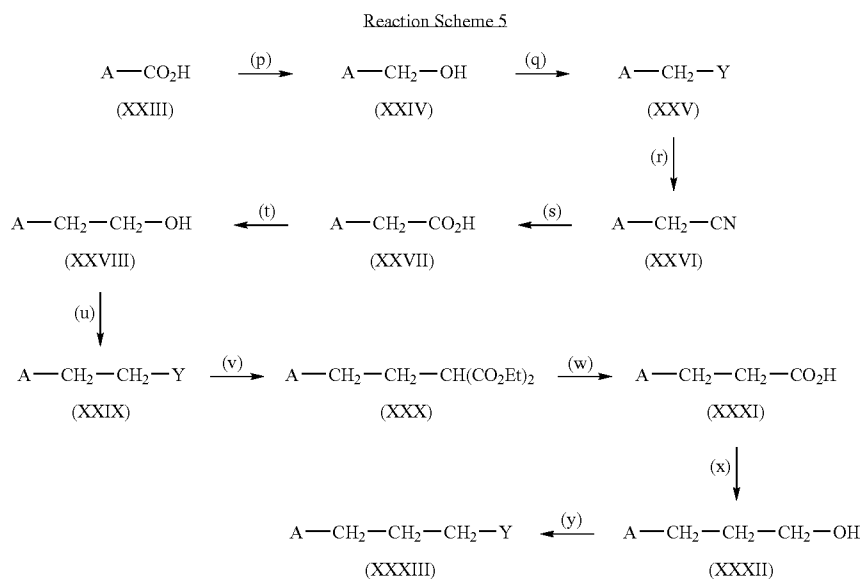 Reaction Scheme 5
A—CO₂H (p) A—CH₂—OH (q) A—CH₂—Y
(XXIII) (XXIV) (XXV)
(r)
A—CH₂—CH₂—OH (t) A—CH₂—CO₂H (s) A—CH₂—CN
(XXVIII) (XXVII) (XXVI)
(u)
A—CH₂—CH₂—Y (v) A—CH₂—CH₂—CH(CO₂Et)₂ (w) A—CH₂—CH₂—CO₂H
(XXIX) (XXX) (XXXI)
(x)
A—CH₂—CH₂—CH₂—Y (y) A—CH₂—CH₂—CH₂—OH
(XXXIII) (XXXII)